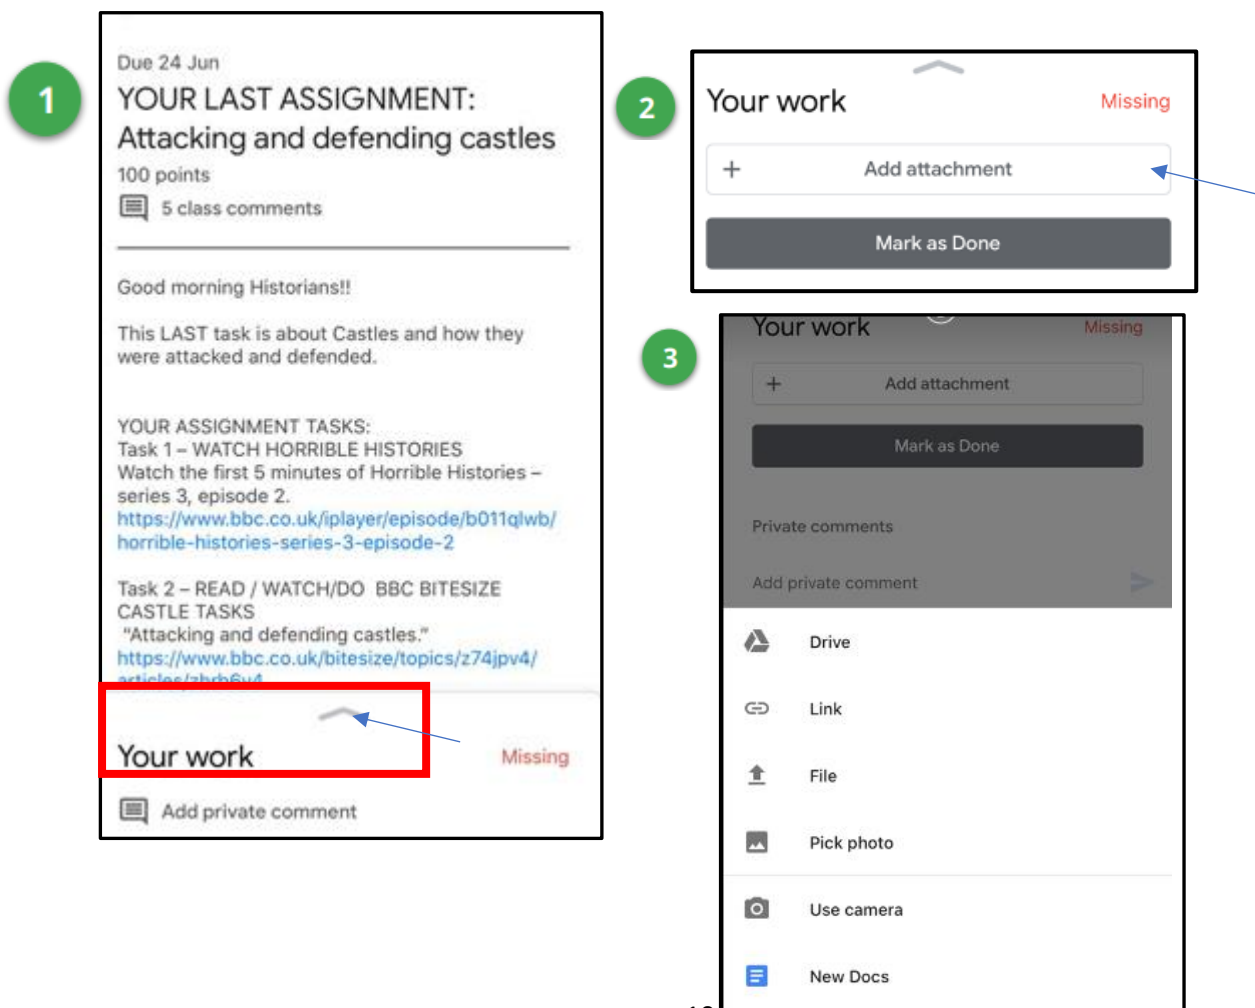 1
Due 24 Jun
YOUR LAST ASSIGNMENT:
Attacking and defending castles
100 points
5 class comments
Good morning Historians!!
This LAST task is about Castles and how they
were attacked and defended.
YOUR ASSIGNMENT TASKS:
Task 1 – WATCH HORRIBLE HISTORIES
Watch the first 5 minutes of Horrible Histories –
series 3, episode 2.
https://www.bbc.co.uk/iplayer/episode/b011qlwb/
horrible-histories-series-3-episode-2
Task 2 – READ / WATCH/DO  BBC BITESIZE
CASTLE TASKS
"Attacking and defending castles."
https://www.bbc.co.uk/bitesize/topics/z74jpv4/
Your work
Missing
Add private comment
2
Your work
Missing
+ Add attachment
Mark as Done
3
Your work
Missing
+ Add attachment
Mark as Done
Private comments
Add private comment
Drive
Link
File
Pick photo
Use camera
New Docs